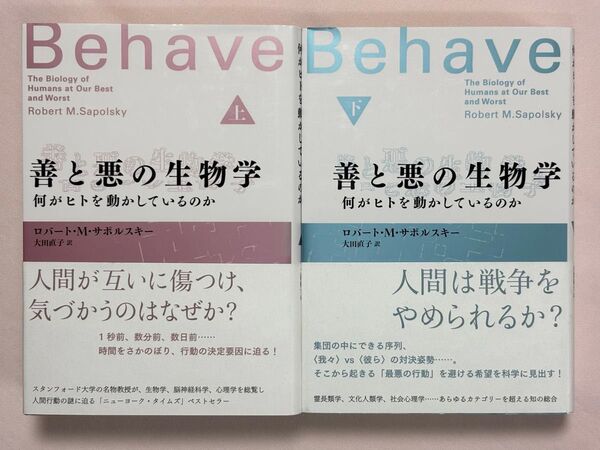 Behave
The Biology of
Humans at Our Best
and Worst
Robert M.Sapolsky
上
善と悪の生物学
何がヒトを動かしているのか
ロバート・M・サポルスキー
大田直子 訳
人間が互いに傷つけ、
気づかうのはなぜか?
1秒前、数分前、数日前……
時間をさかのぼり、行動の決定要因に迫る!
スタンフォード大学の名物教授が、生物学、脳神経科学、心理学を総覧し
人間行動の謎に迫る「ニューヨーク・タイムズ」ベストセラー
Behave
The Biology of
Humans at Our Best
and Worst
Robert M.Sapolsky
下
善と悪の生物学
何がヒトを動かしているのか
ロバート・M・サポルスキー
大田直子 訳
人間は戦争を
やめられるか?
集団の中にできる序列、
〈我々〉vs〈彼ら〉の対決姿勢……。
そこから起きる「最悪の行動」を避ける希望を科学に見出す!
霊長類学、文化人類学、社会心理学……あらゆるカテゴリーを超える知の総合